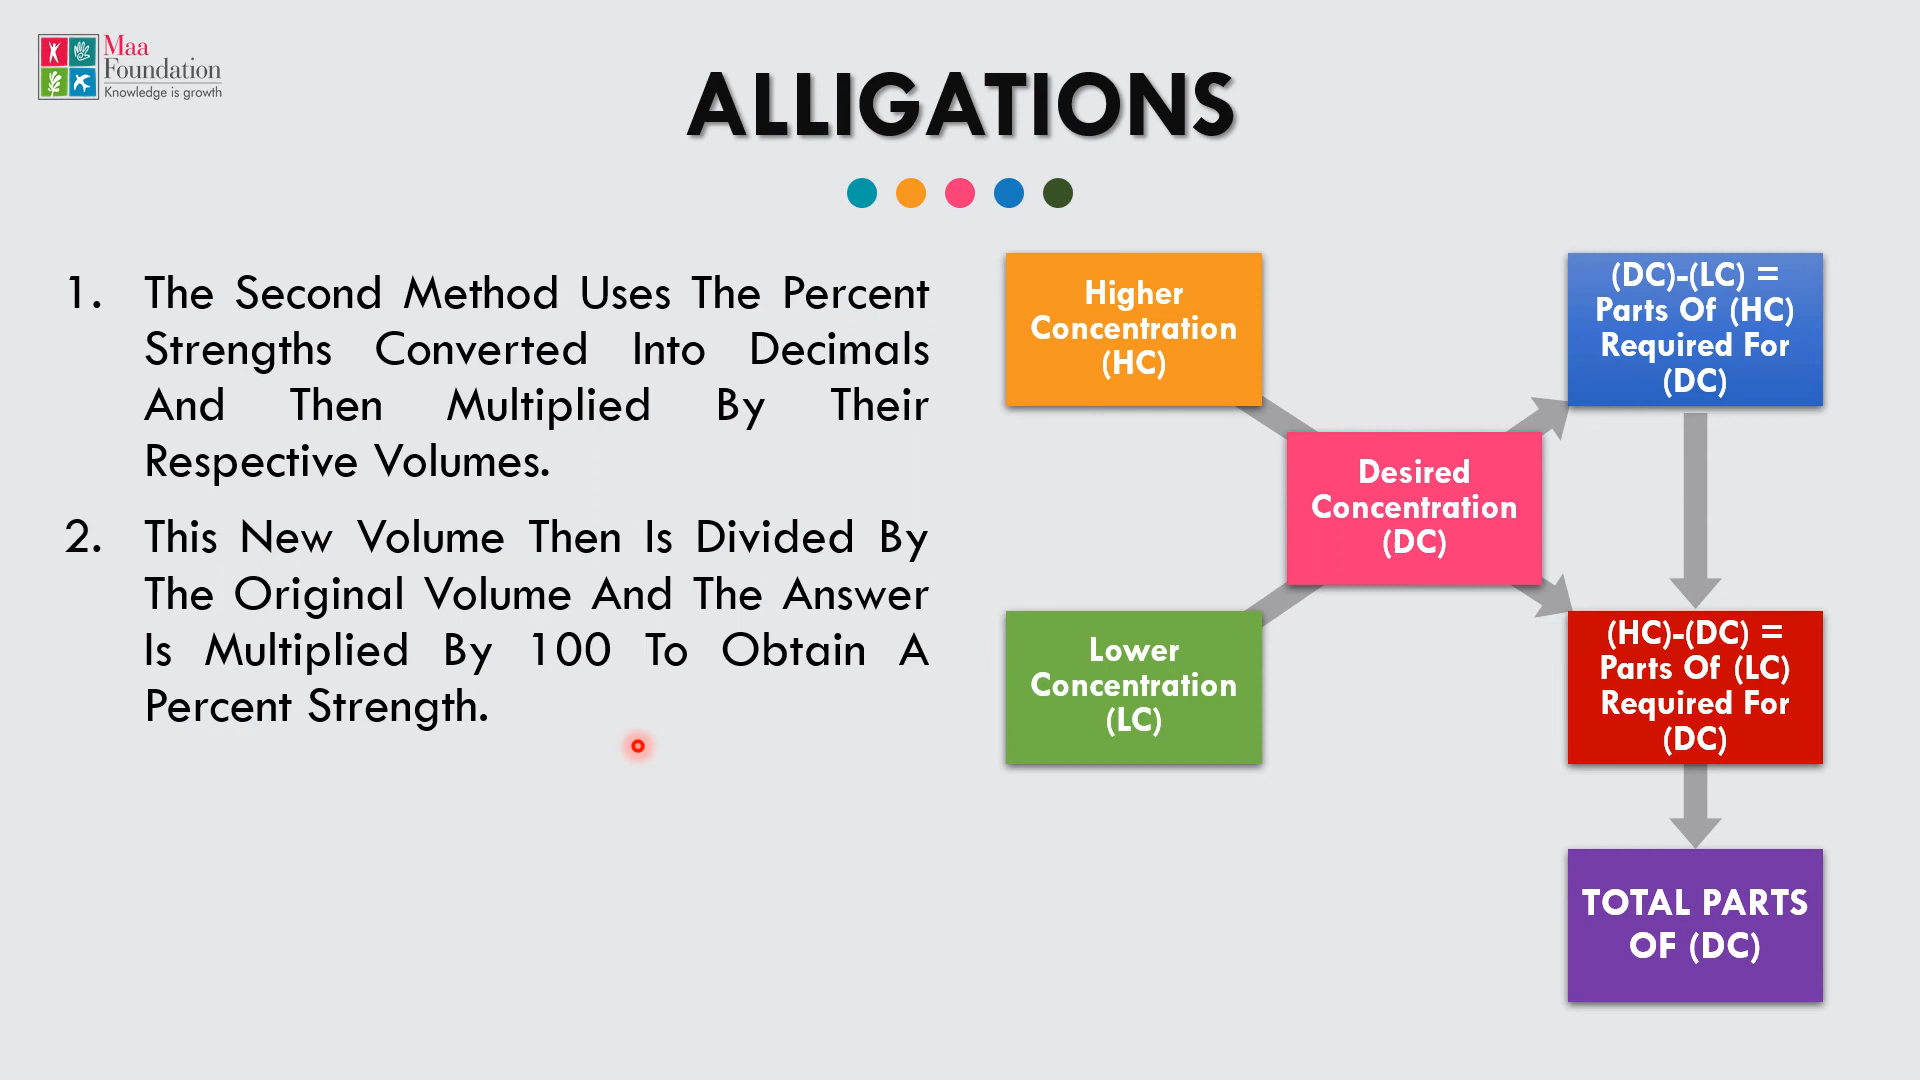 Maa
Foundation
Knowledge is growth
ALLIGATIONS
1. The Second Method Uses The Percent
Strengths Converted Into Decimals
And Then Multiplied By Their
Respective Volumes.
2. This New Volume Then Is Divided By
The Original Volume And The Answer
Is Multiplied By 100 To Obtain A
Percent Strength.
Higher
Concentration
(HC)
Lower
Concentration
(LC)
Desired
Concentration
(DC)
(DC)-(LC) =
Parts Of (HC)
Required For
(DC)
(HC)-(DC) =
Parts Of (LC)
Required For
(DC)
TOTAL PARTS
OF (DC)